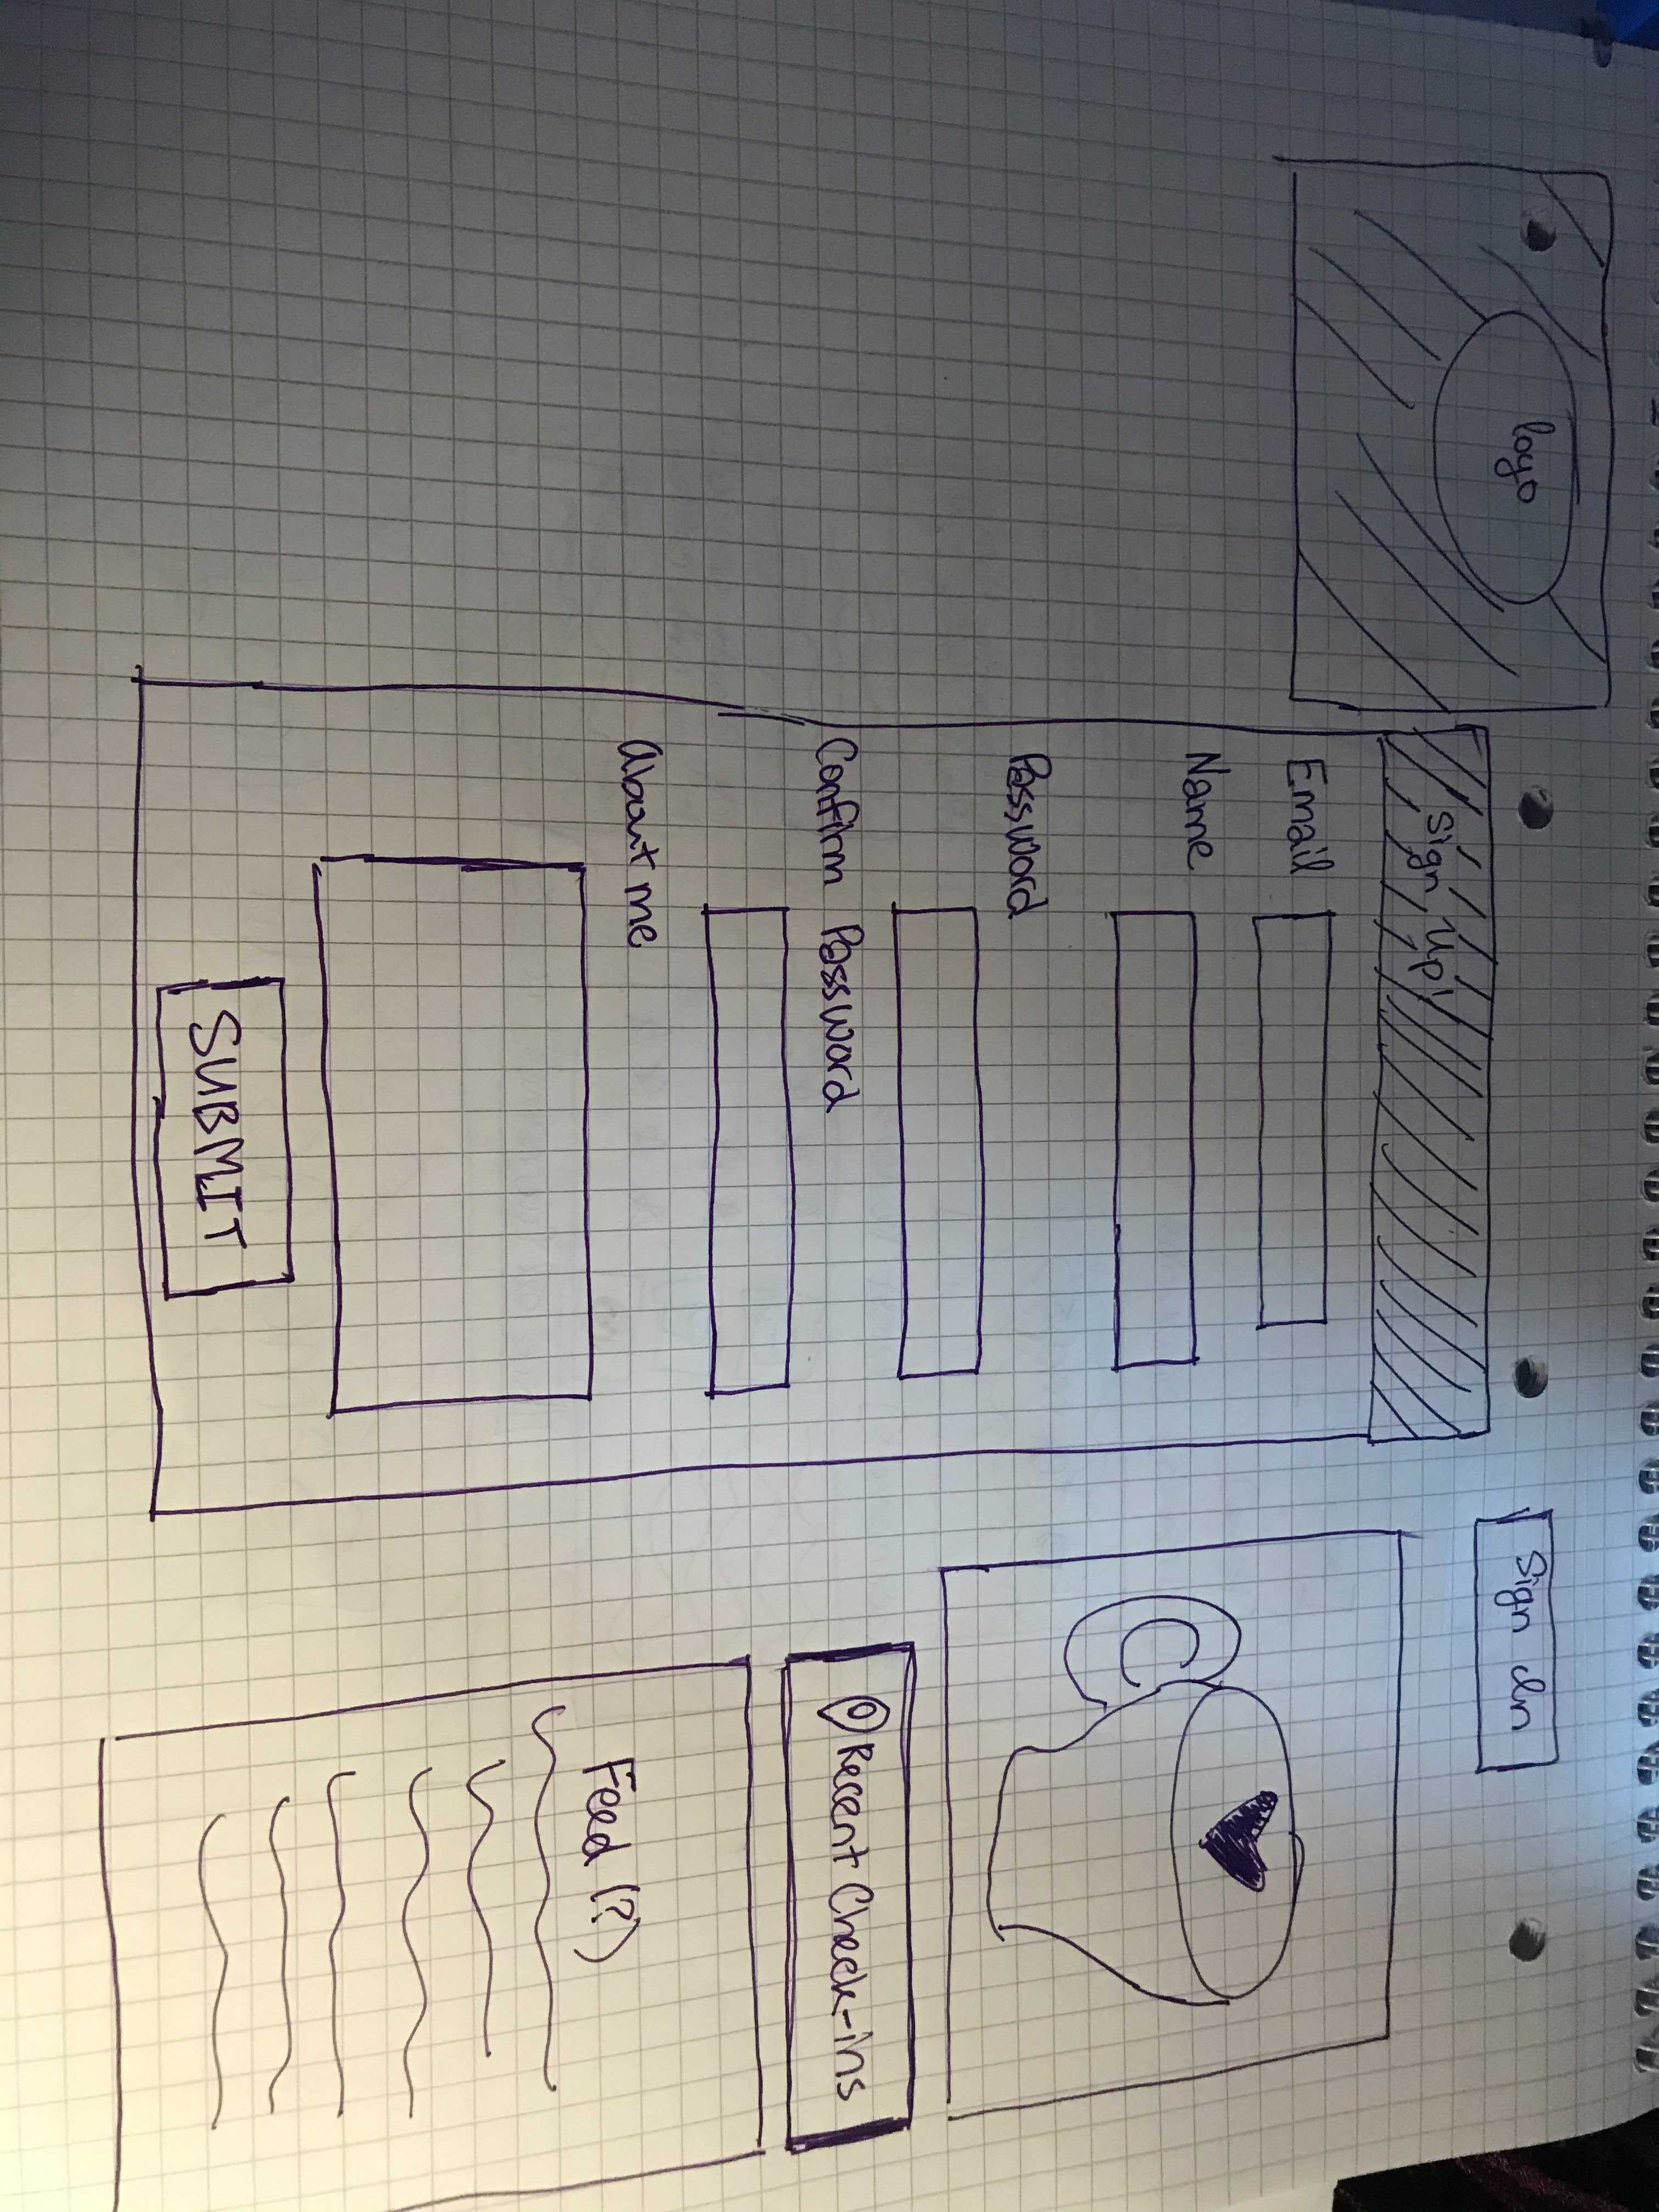 logo
Sign In
Sign Up!
Email
Name
Password
Confirm Password
About me
SUBMIT
Recent Check-ins
Feed (?)